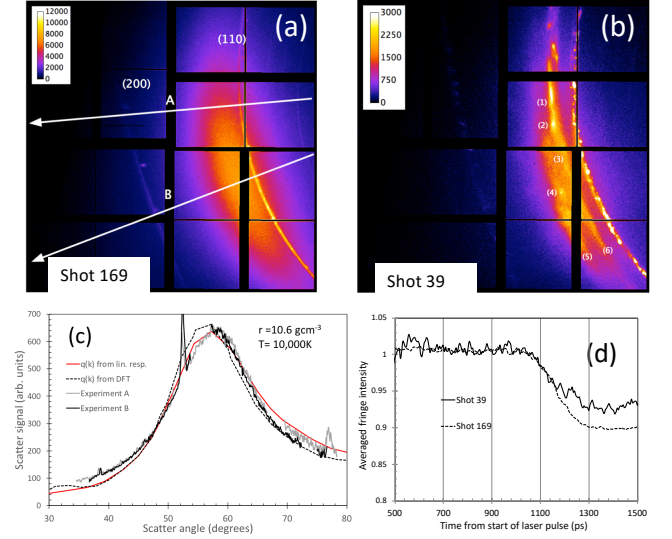 12000
10000
8000
6000
4000
2000
0
(110)
(a)
(200)
A
B
Shot 169
3000
2250
1500
750
0
(b)
(1)
(2)
(3)
(4)
(5)
(6)
Shot 39
(c)
r =10.6 gcm-3
T= 10,000K
q(k) from lin. resp.
q(k) from DFT
Experiment A
Experiment B
Scatter signal (arb. units)
700
600
500
400
300
200
100
0
30
40
50
60
70
80
Scatter angle (degrees)
(d)
Averaged fringe intensity
1.05
1
0.95
0.9
0.85
0.8
Shot 39
Shot 169
500
700
900
1100
1300
1500
Time from start of laser pulse (ps)